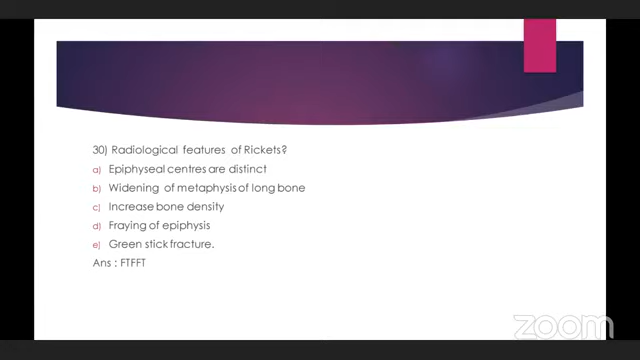 30) Radiological features of Rickets?
a) Epiphyseal centres are distinct
b) Widening of metaphysis of long bone
c) Increase bone density
d) Fraying of epiphysis
e) Green stick fracture.
Ans : FTFFT
zoom